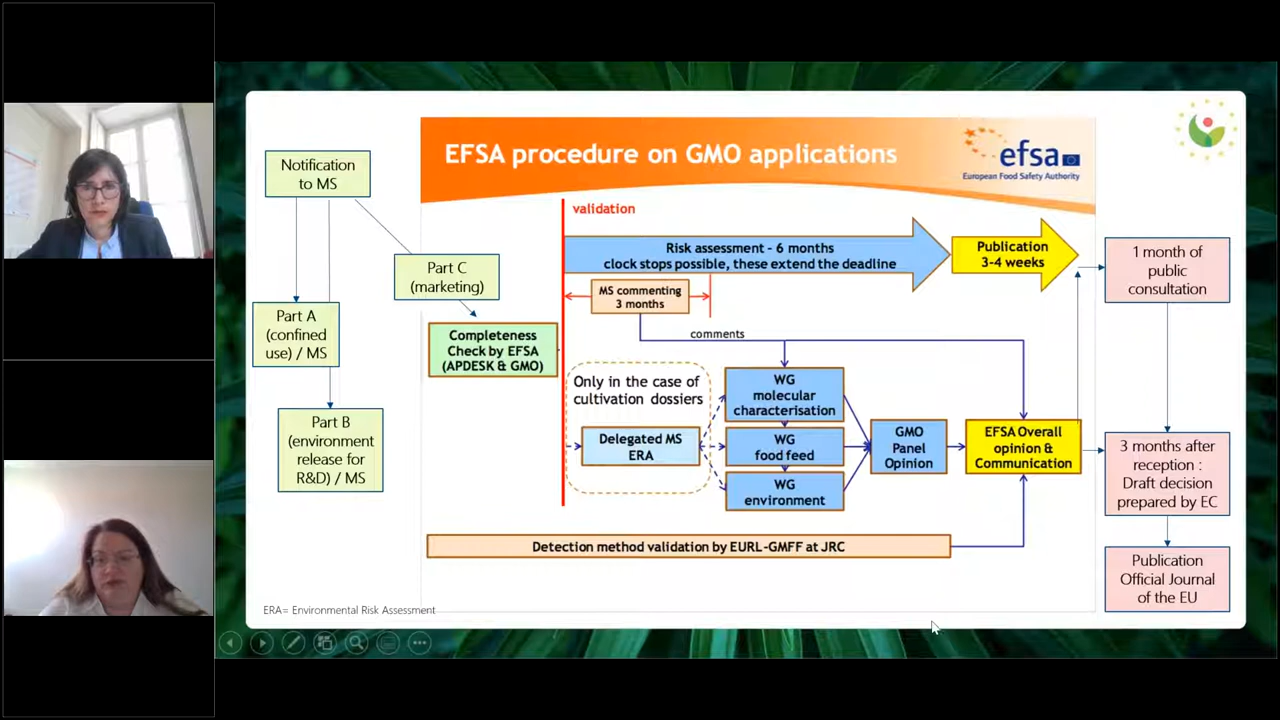 EFSA procedure on GMO applications
efsa
European Food Safety Authority
Notification
to MS
Part C
(marketing)
Part A
(confined
use) / MS
Part B
(environment
release for
R&D) / MS
validation
Risk assessment - 6 months
clock stops possible, these extend the deadline
Publication
3-4 weeks
MS commenting
3 months
comments
Completeness
Check by EFSA
(APDESK & GMO)
Only in the case of
cultivation dossiers
Delegated MS
ERA
WG
molecular
characterisation
WG
food feed
WG
environment
GMO
Panel
Opinion
EFSA Overall
opinion &
Communication
Detection method validation by EURL-GMFF at JRC
1 month of
public
consultation
3 months after
reception :
Draft decision
prepared by EC
Publication
Official Journal
of the EU
ERA= Environmental Risk Assessment